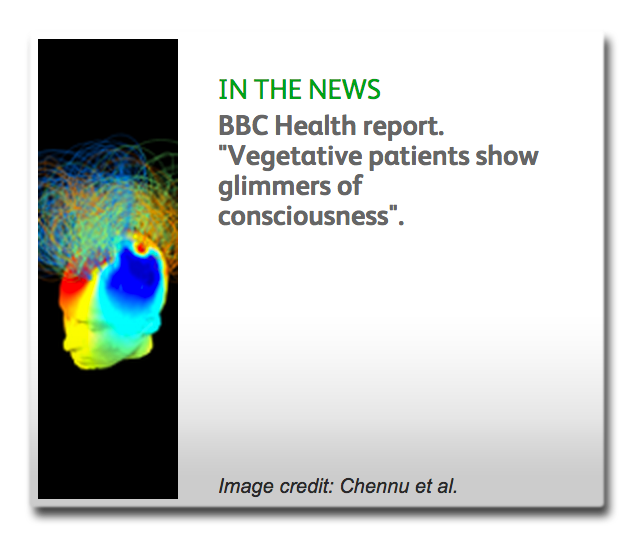 IN THE NEWS
BBC Health report.
"Vegetative patients show
glimmers of
consciousness".
Image credit: Chennu et al.